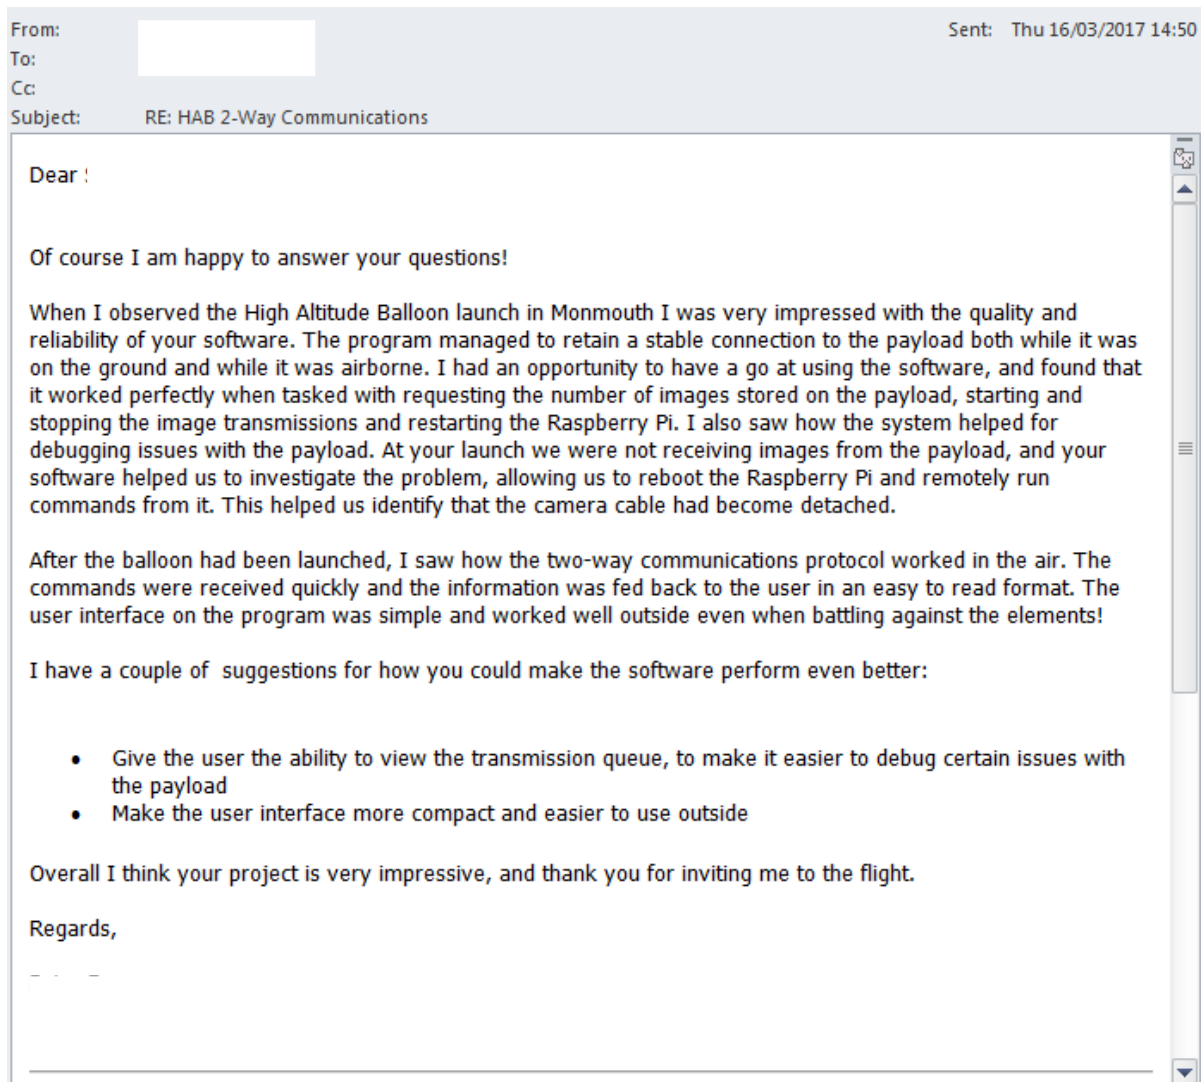 From:
Sent: Thu 16/03/2017 14:50
To:
Cc:
Subject: RE: HAB 2-Way Communications
Dear
Of course I am happy to answer your questions!
When I observed the High Altitude Balloon launch in Monmouth I was very impressed with the quality and
reliability of your software. The program managed to retain a stable connection to the payload both while it was
on the ground and while it was airborne. I had an opportunity to have a go at using the software, and found that
it worked perfectly when tasked with requesting the number of images stored on the payload, starting and
stopping the image transmissions and restarting the Raspberry Pi. I also saw how the system helped for
debugging issues with the payload. At your launch we were not receiving images from the payload, and your
software helped us to investigate the problem, allowing us to reboot the Raspberry Pi and remotely run
commands from it. This helped us identify that the camera cable had become detached.
After the balloon had been launched, I saw how the two-way communications protocol worked in the air. The
commands were received quickly and the information was fed back to the user in an easy to read format. The
user interface on the program was simple and worked well outside even when battling against the elements!
I have a couple of  suggestions for how you could make the software perform even better:
• Give the user the ability to view the transmission queue, to make it easier to debug certain issues with
the payload
• Make the user interface more compact and easier to use outside
Overall I think your project is very impressive, and thank you for inviting me to the flight.
Regards,